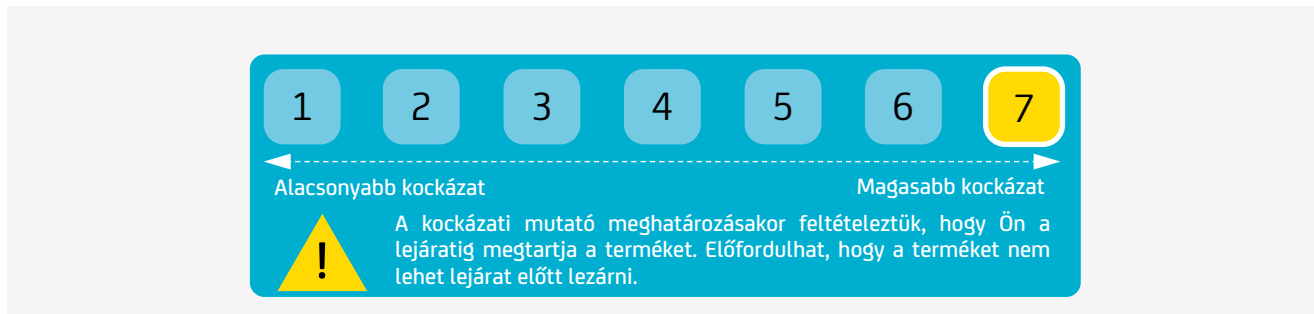 1 2 3 4 5 6 7
Alacsonyabb kockázat Magasabb kockázat
A kockázati mutató meghatározásakor feltételeztük, hogy Ön a
lejáratig megtartja a terméket. Előfordulhat, hogy a terméket nem
lehet lejárat előtt lezárni.
!